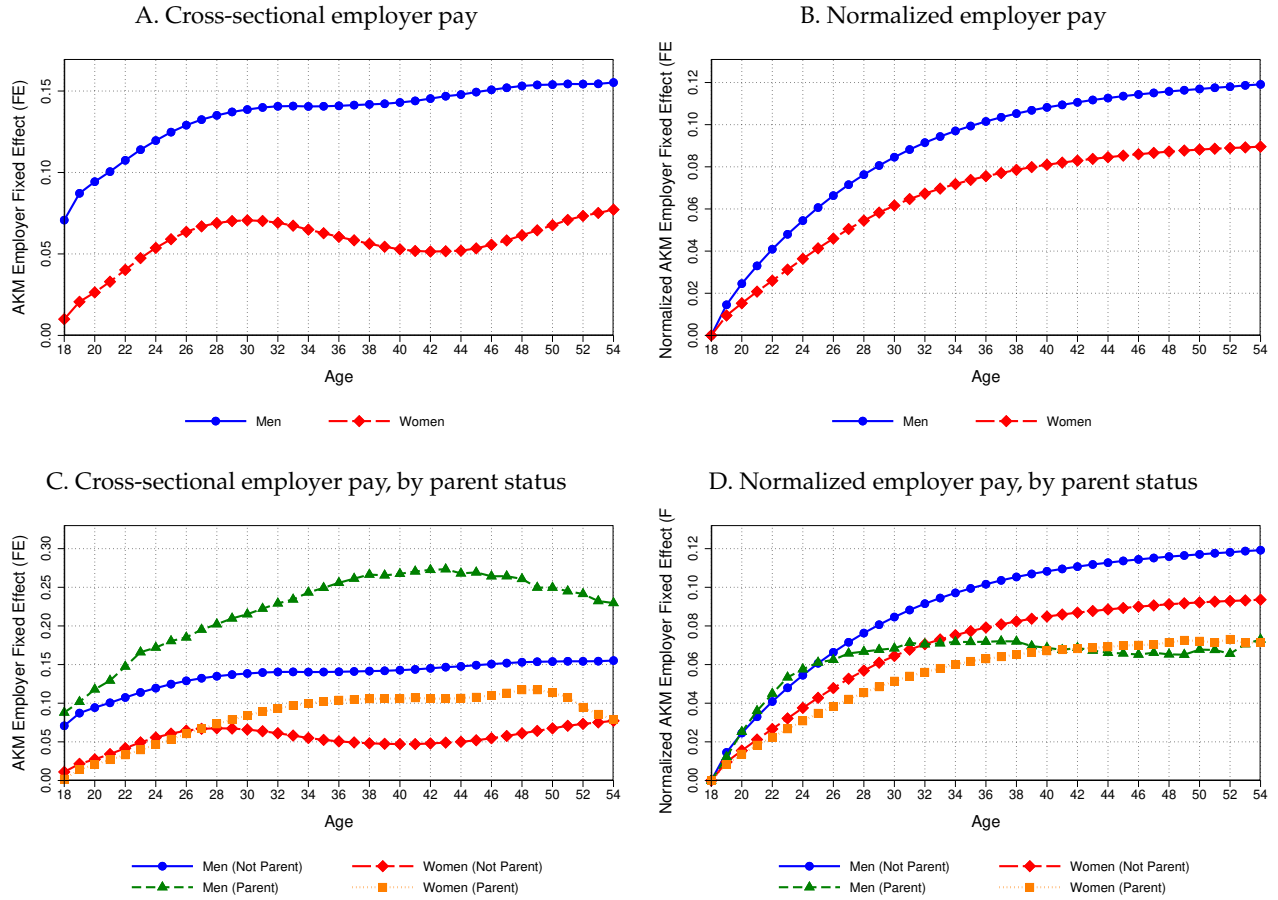 A. Cross-sectional employer pay
AKM Employer Fixed Effect (FE)
0.15
0.10
0.05
0.00
18 20 22 24 26 28 30 32 34 36 38 40 42 44 46 48 50 52 54
Age
Men Women
B. Normalized employer pay
Normalized AKM Employer Fixed Effect (FE
0.12
0.10
0.08
0.06
0.04
0.02
0.00
18 20 22 24 26 28 30 32 34 36 38 40 42 44 46 48 50 52 54
Age
Men Women
C. Cross-sectional employer pay, by parent status
AKM Employer Fixed Effect (FE)
0.30
0.25
0.20
0.15
0.10
0.05
0.00
18 20 22 24 26 28 30 32 34 36 38 40 42 44 46 48 50 52 54
Age
Men (Not Parent) Women (Not Parent)
Men (Parent) Women (Parent)
D. Normalized employer pay, by parent status
Normalized AKM Employer Fixed Effect (F
0.12
0.10
0.08
0.06
0.04
0.02
0.00
18 20 22 24 26 28 30 32 34 36 38 40 42 44 46 48 50 52 54
Age
Men (Not Parent) Women (Not Parent)
Men (Parent) Women (Parent)